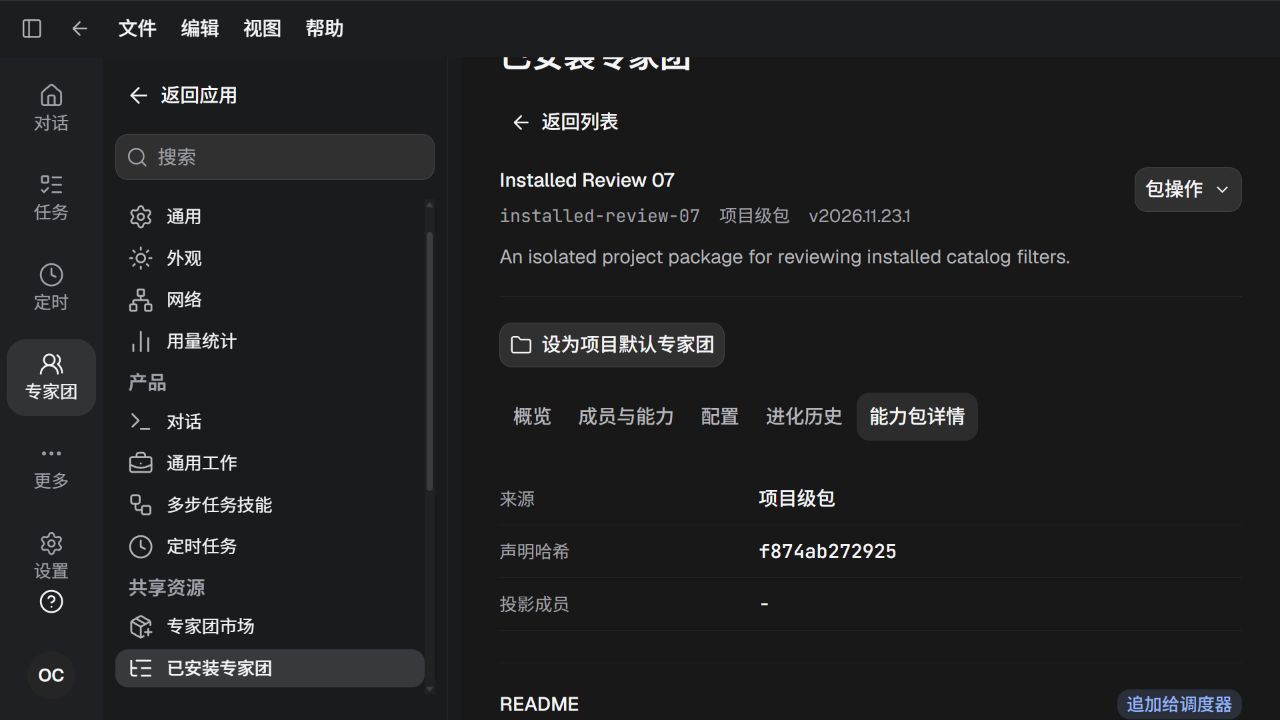 文件 编辑 视图 帮助
对话
任务
定时
专家团
更多
设置
OC
返回应用
搜索
通用
外观
网络
用量统计
产品
对话
通用工作
多步任务技能
定时任务
共享资源
专家团市场
已安装专家团
已安装专家团
返回列表
Installed Review 07
包操作
installed-review-07 项目级包 v2026.11.23.1
An isolated project package for reviewing installed catalog filters.
设为项目默认专家团
概览 成员与能力 配置 进化历史 能力包详情
来源 项目级包
声明哈希 f874ab272925
投影成员 -
README 追加给调度器